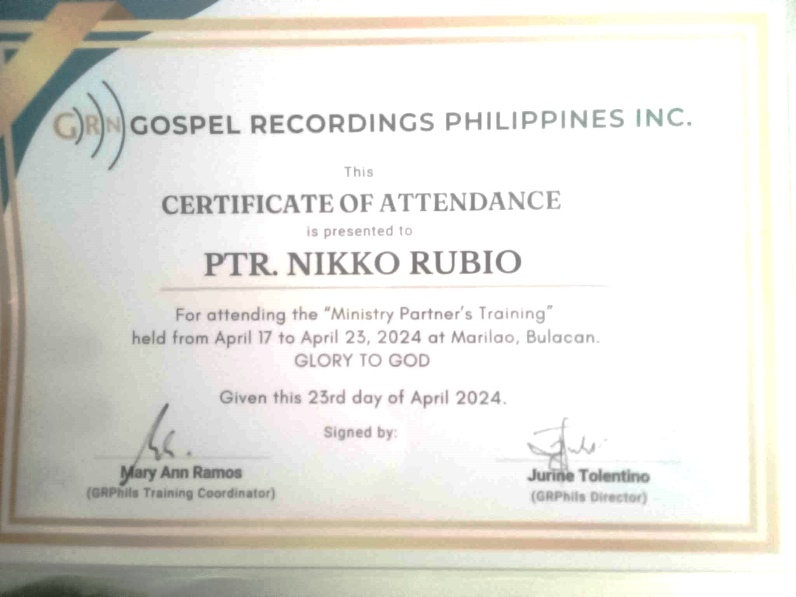 GRN GOSPEL RECORDINGS PHILIPPINES INC.
This
CERTIFICATE OF ATTENDANCE
is presented to
PTR. NIKKO RUBIO
For attending the "Ministry Partner's Training"
held from April 17 to April 23, 2024 at Marilao, Bulacan.
GLORY TO GOD
Given this 23rd day of April 2024.
Signed by:
Mary Ann Ramos
(GRPhils Training Coordinator)
Jurine Tolentino
(GRPhils Director)